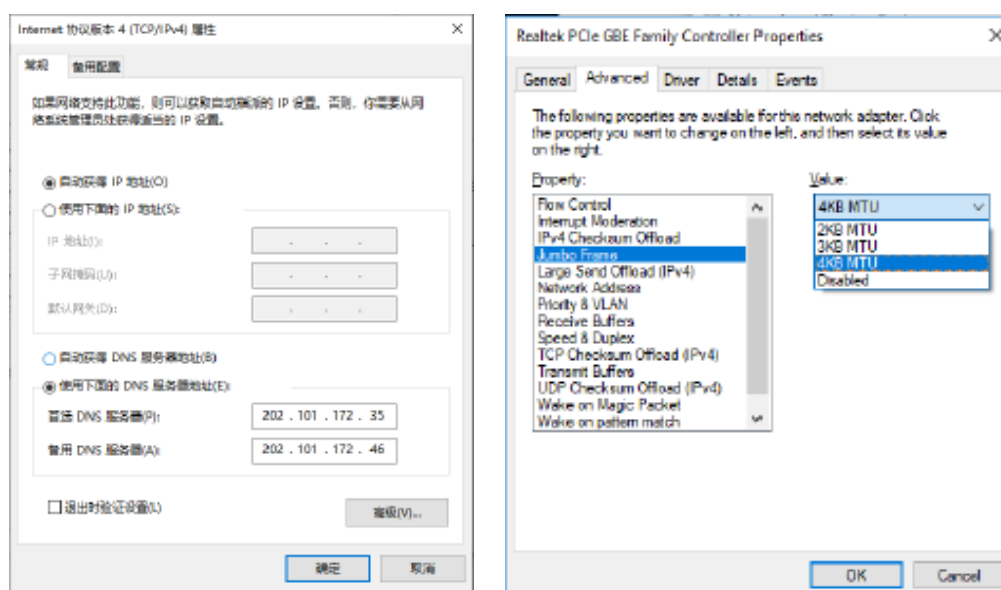 Internet 协议版本 4 (TCP/IPv4) 属性
常规
备用配置
如果网络支持此功能，则可以获取自动指派的 IP 设置。否则，你需要从网
络系统管理员处获得适当的 IP 设置。
自动获得 IP 地址(O)
使用下面的 IP 地址(S):
IP 地址(I):
子网掩码(U):
默认网关(D):
自动获得 DNS 服务器地址(B)
使用下面的 DNS 服务器地址(E):
首选 DNS 服务器(P):
202 . 101 . 172 . 35
备用 DNS 服务器(A):
202 . 101 . 172 . 46
退出时验证设置(L)
高级(V)...
确定
取消
Realtek PCIe GBE Family Controller Properties
General
Advanced
Driver
Details
Events
The following properties are available for this network adapter. Click
the property you want to change on the left, and then select its value
on the right.
Property:
Flow Control
Interrupt Moderation
IPv4 Checksum Offload
Jumbo Frame
Large Send Offload (IPv4)
Network Address
Priority & VLAN
Receive Buffers
Speed & Duplex
TCP Checksum Offload (IPv4)
Transmit Buffers
UDP Checksum Offload (IPv4)
Wake on Magic Packet
Wake on pattern match
Value:
4KB MTU
2KB MTU
3KB MTU
4KB MTU
Disabled
OK
Cancel